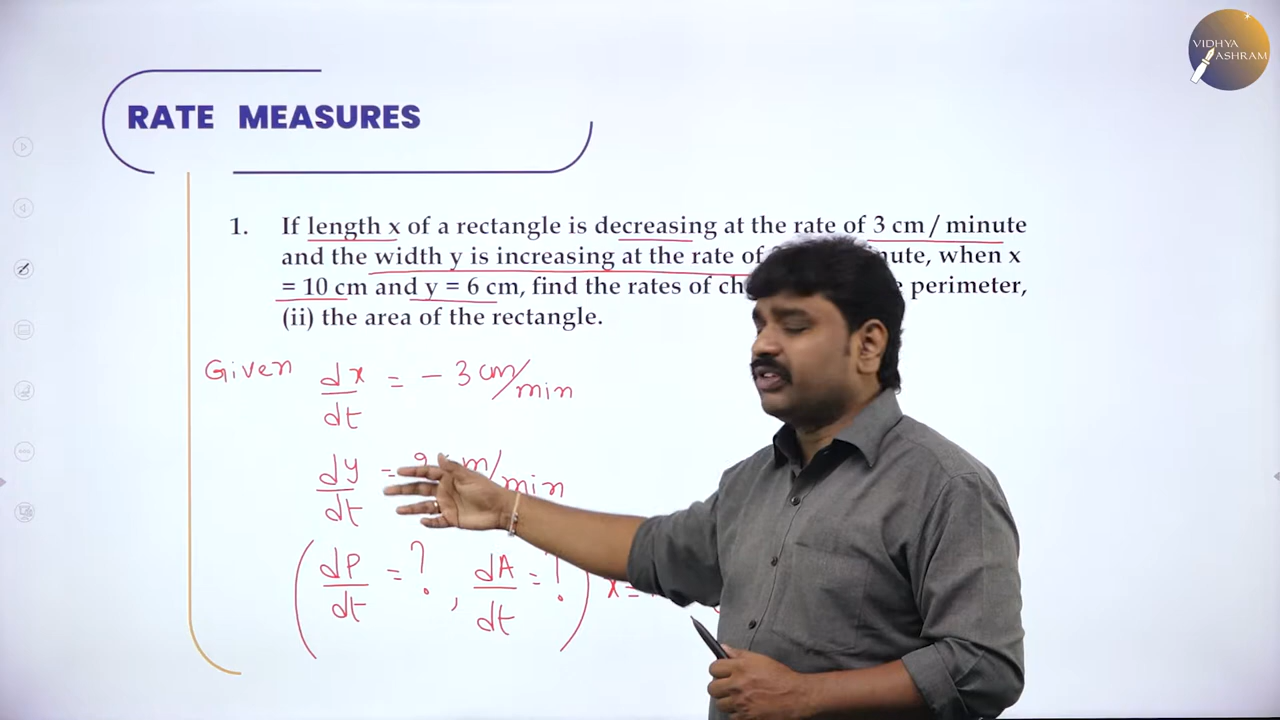 VIDHYA
ASHRAM
RATE MEASURES
1. If length x of a rectangle is decreasing at the rate of 3 cm / minute
and the width y is increasing at the rate of minute, when x
= 10 cm and y = 6 cm, find the rates of perimeter,
(ii) the area of the rectangle.
Given dx/dt = - 3 cm/min
dy/dt = cm/min
( dP/dt = ? , dA/dt = ? ) x =